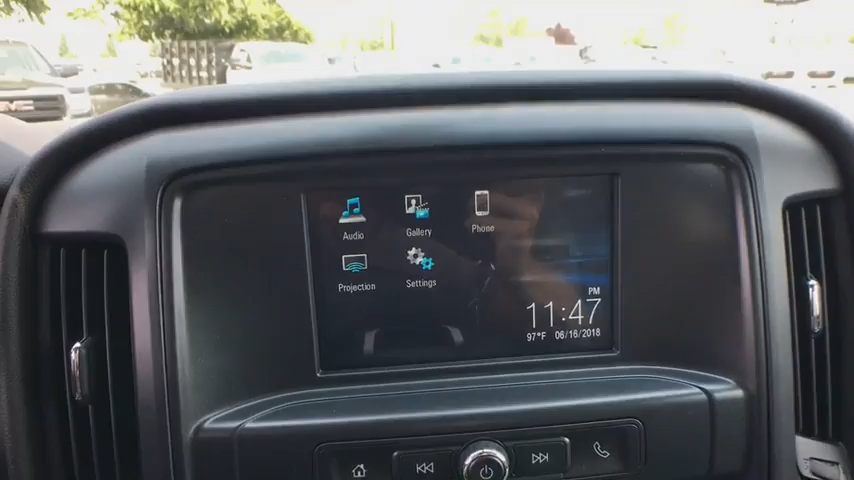 Audio Gallery Phone
Projection Settings
PM
11:47
97°F 06/16/2018